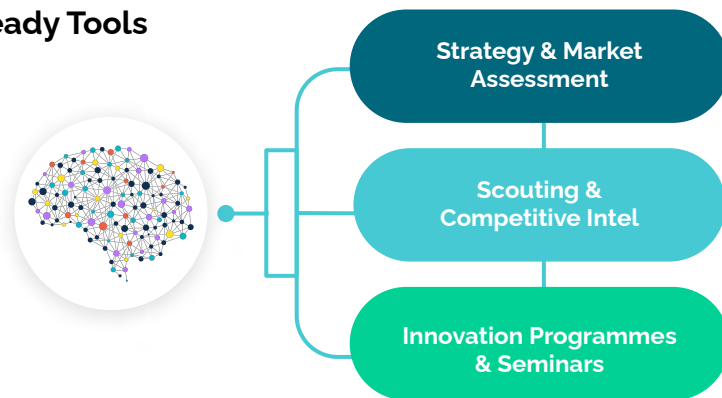 eady Tools
Strategy & Market
Assessment
Scouting &
Competitive Intel
Innovation Programmes
& Seminars